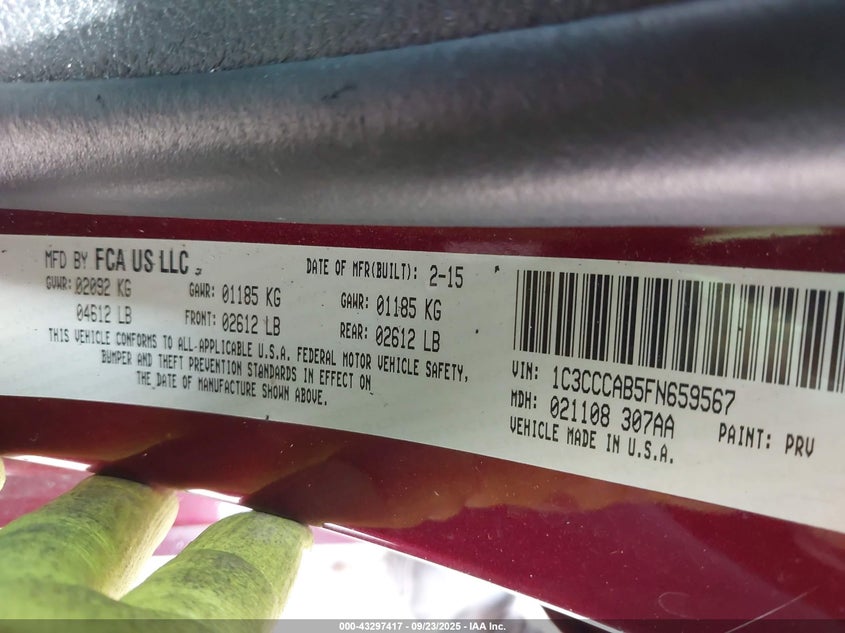 MFD BY FCA US LLC
DATE OF MFR(BUILT): 2-15
GVWR: 02092 KG GAWR: 01185 KG GAWR: 01185 KG
04612 LB FRONT: 02612 LB REAR: 02612 LB
THIS VEHICLE CONFORMS TO ALL-APPLICABLE U.S.A. FEDERAL MOTOR VEHICLE SAFETY,
BUMPER AND THEFT PREVENTION STANDARDS IN EFFECT ON
THE DATE OF MANUFACTURE SHOWN ABOVE.
VIN: 1C3CCCAB5FN659567
MDH: 021108 307AA PAINT: PRV
VEHICLE MADE IN U.S.A.
000-43297417 - 09/23/2025 - IAA Inc.